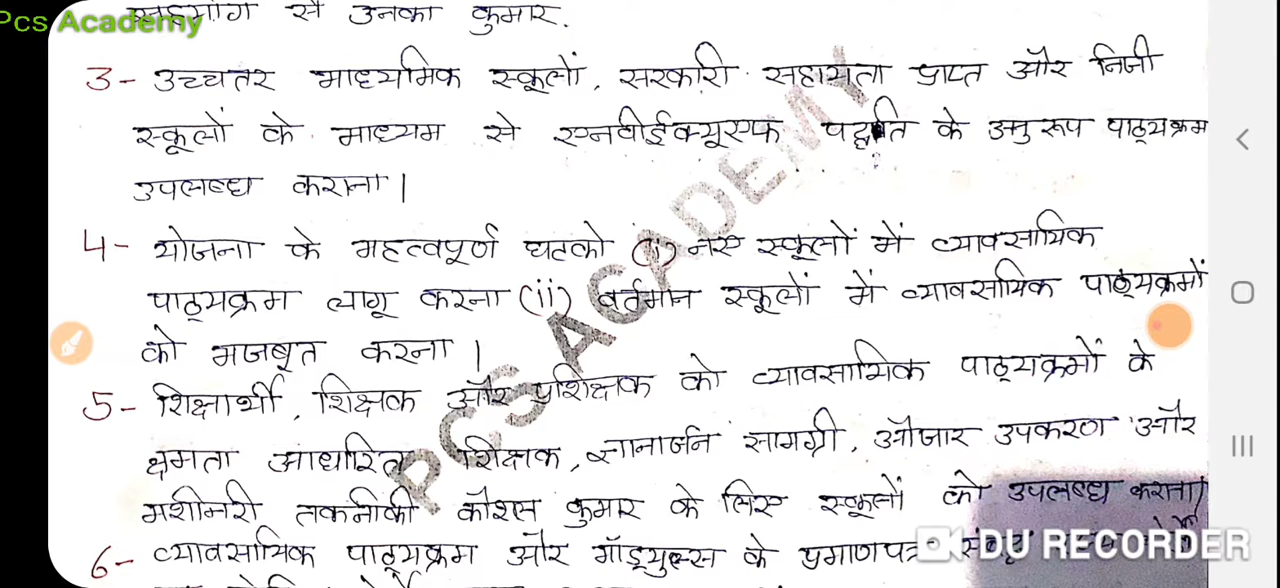 Pcs Academy
से उनका कुमार.
3- उच्चतर माध्यमिक स्कूलों, सरकारी सहायता प्राप्त और निजी
स्कूलों के माध्यम से एनवीईक्यूएफ पद्धति के अनुरूप पाठ्यक्रम
उपलब्ध कराना।
4- योजना के महत्वपूर्ण घटको (i) नए स्कूलों में व्यावसायिक
पाठ्यक्रम लागू करना (ii) वर्तमान स्कूलों में व्यावसायिक पाठ्यक्रमों
को मजबूत करना।
5- शिक्षार्थी, शिक्षक और प्रशिक्षक को व्यावसायिक पाठ्यक्रमों के
क्षमता आधारित शिक्षक, ज्ञानार्जन सामग्री, औजार उपकरण और
मशीनरी तकनीकी कौशल कुमार के लिए स्कूलों को उपलब्ध कराना।
6- व्यावसायिक पाठ्यक्रम और मॉड्युल्स के प्रमाणपत्र
PCS ACADEMY
DU RECORDER